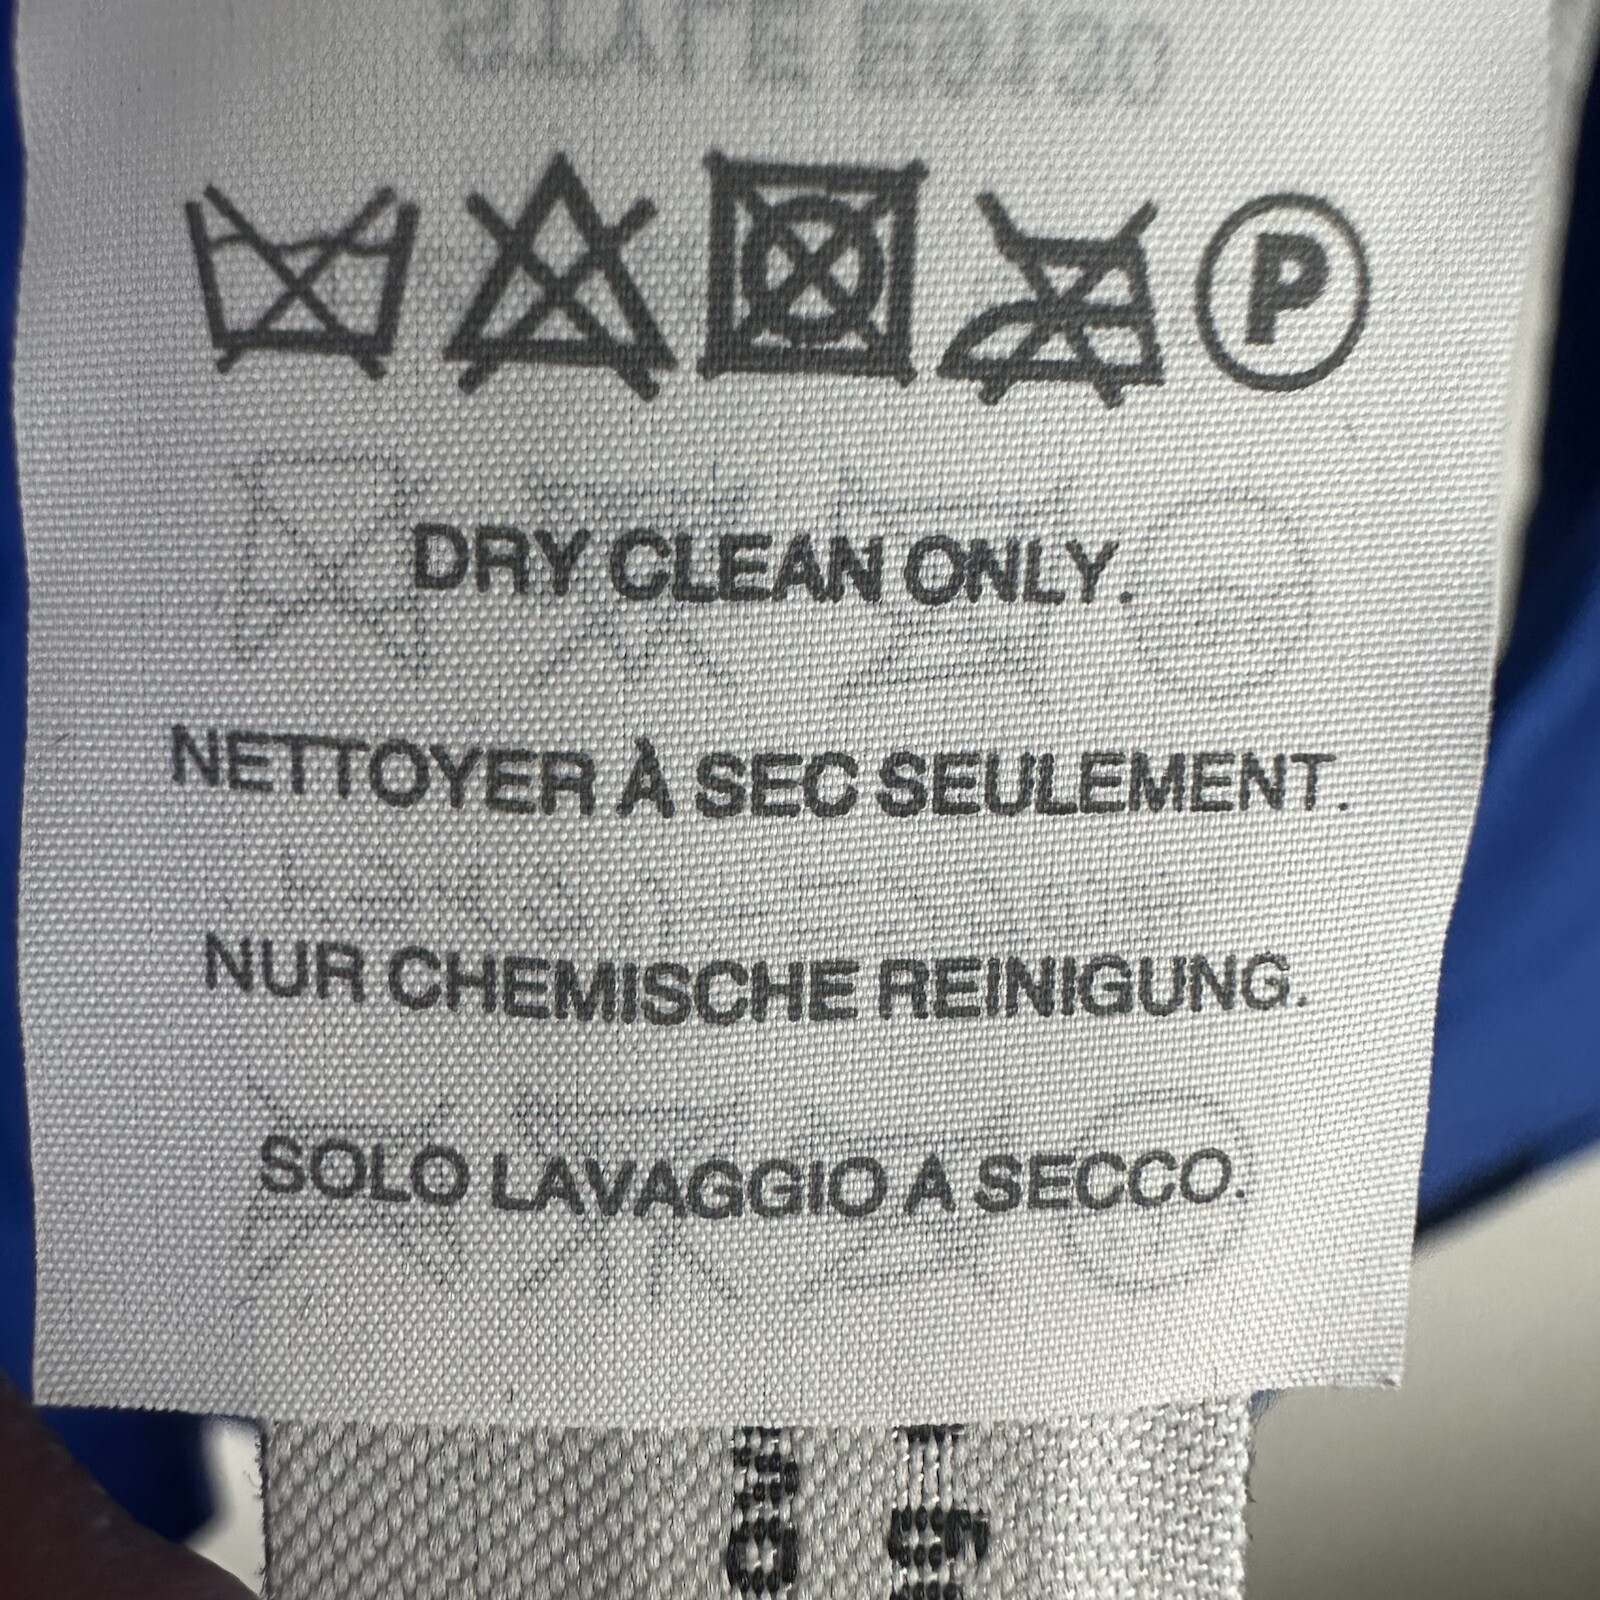 P
DRY CLEAN ONLY.
NETTOYER À SEC SEULEMENT.
NUR CHEMISCHE REINIGUNG.
SOLO LAVAGGIO A SECCO.